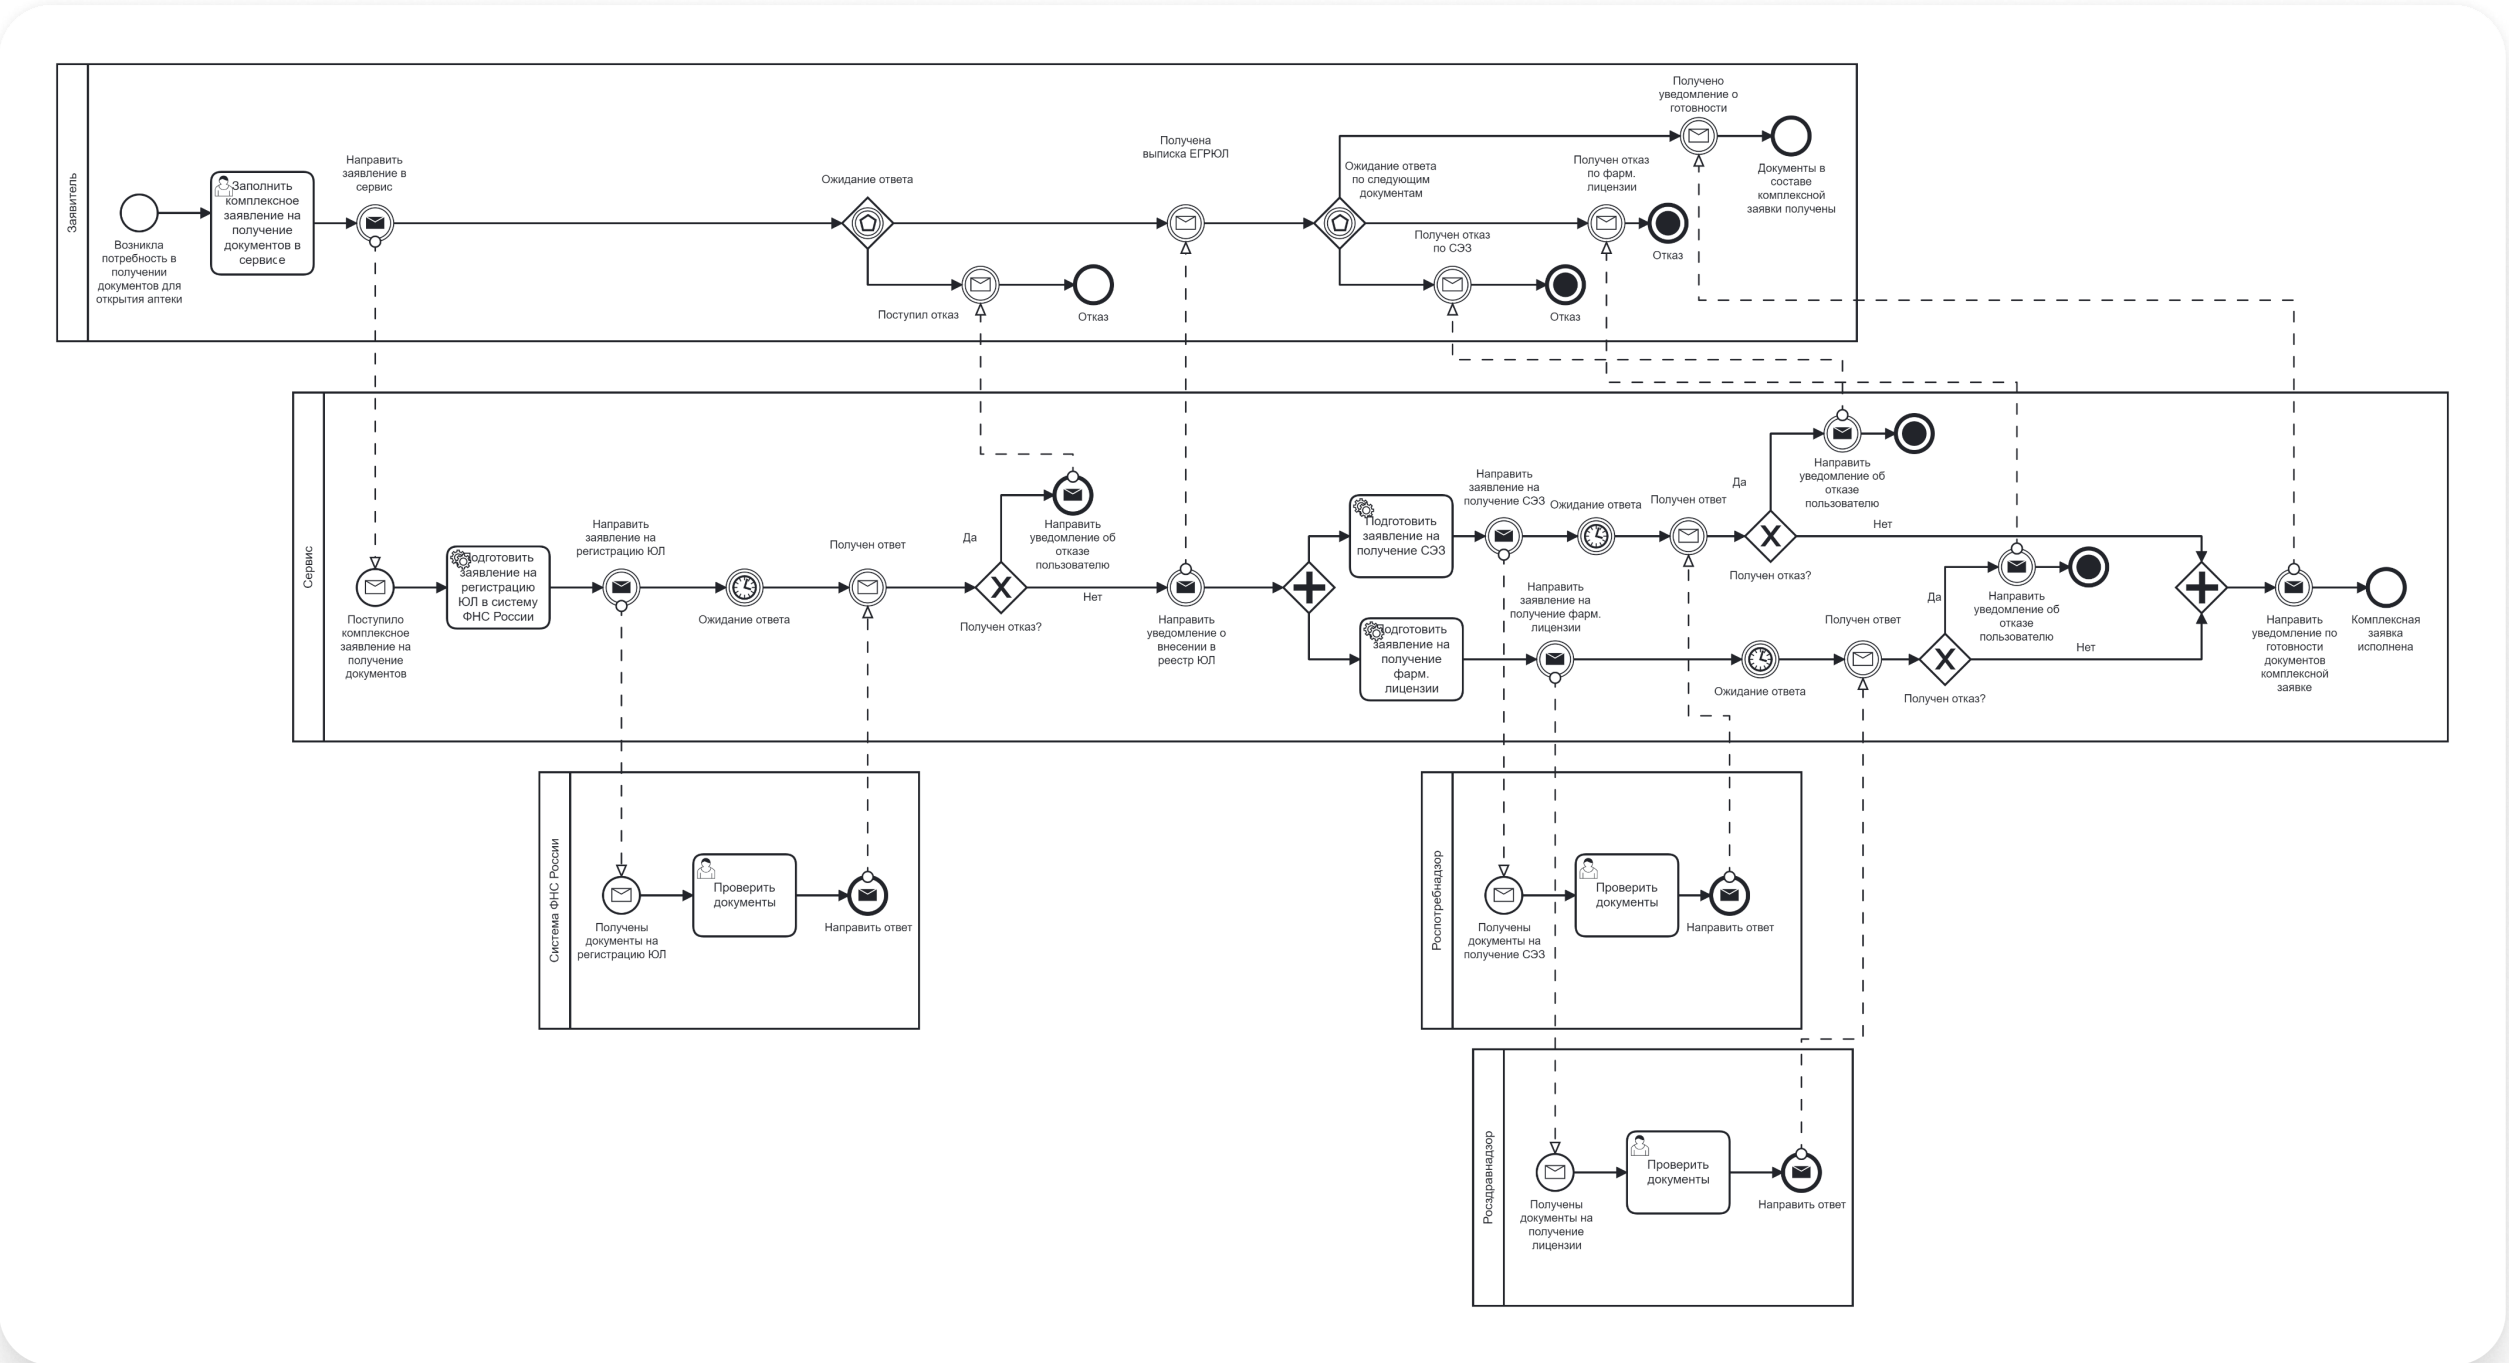 Заявитель
Возникла
потребность в
получении
документов для
открытия аптеки
Заполнить
комплексное
заявление на
получение
документов в
сервисе
Направить
заявление в
сервис
Ожидание ответа
Поступил отказ
Отказ
Получена
выписка ЕГРЮЛ
Ожидание ответа
по следующим
документам
Получен отказ
по СЭЗ
Отказ
Получен отказ
по фарм.
лицензии
Отказ
Получено
уведомление о
готовности
Документы в
составе
комплексной
заявки получены
Сервис
Поступило
комплексное
заявление на
получение
документов
Подготовить
заявление на
регистрацию
ЮЛ в систему
ФНС России
Направить
заявление на
регистрацию ЮЛ
Ожидание ответа
Получен ответ
Получен отказ?
Да
Направить
уведомление об
отказе
пользователю
Нет
Направить
уведомление о
внесении в
реестр ЮЛ
Подготовить
заявление на
получение СЭЗ
Направить
заявление на
получение СЭЗ
Ожидание ответа
Получен ответ
Получен отказ?
Да
Направить
уведомление об
отказе
пользователю
Нет
Подготовить
заявление на
получение
фарм.
лицензии
Направить
заявление на
получение фарм.
лицензии
Ожидание ответа
Получен ответ
Получен отказ?
Да
Направить
уведомление об
отказе
пользователю
Нет
Направить
уведомление по
готовности
документов
комплексной
заявке
Комплексная
заявка
исполнена
Система ФНС России
Получены
документы на
регистрацию ЮЛ
Проверить
документы
Направить ответ
Роспотребнадзор
Получены
документы на
получение СЭЗ
Проверить
документы
Направить ответ
Росздравнадзор
Получены
документы на
получение
лицензии
Проверить
документы
Направить ответ